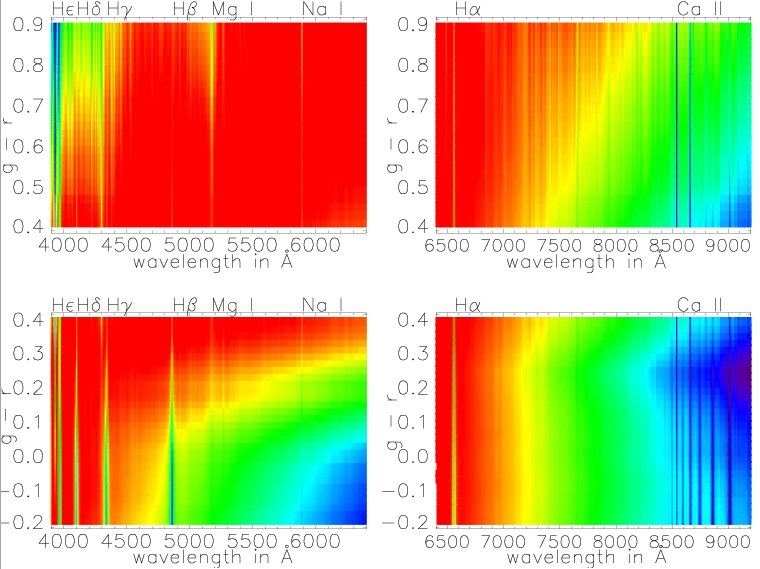 HϵHδ Hγ Hβ Mg I Na I
0.9
0.8
0.7
0.6
0.5
0.4
g - r
4000 4500 5000 5500 6000
wavelength in Å
Hα Ca II
0.9
0.8
0.7
0.6
0.5
0.4
g - r
6500 7000 7500 8000 8500 9000
wavelength in Å
HϵHδ Hγ Hβ Mg I Na I
0.4
0.3
0.2
0.1
0.0
-0.1
-0.2
g - r
4000 4500 5000 5500 6000
wavelength in Å
Hα Ca II
0.4
0.3
0.2
0.1
0.0
-0.1
-0.2
g - r
6500 7000 7500 8000 8500 9000
wavelength in Å